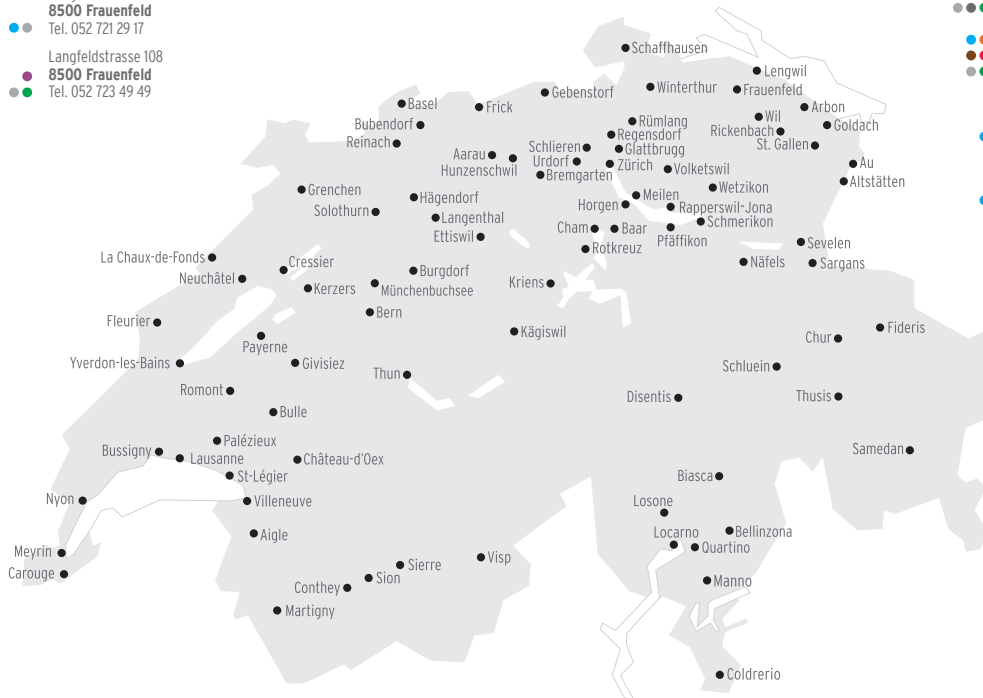 8500 Frauenfeld
Tel. 052 721 29 17
Langfeldstrasse 108
8500 Frauenfeld
Tel. 052 723 49 49
Schaffhausen
Lengwil
Winterthur
Frauenfeld
Gebenstorf
Basel
Frick
Arbon
Bubendorf
Rümlang
Wil
Goldach
Rickenbach
Regensdorf
Reinach
St. Gallen
Schlieren
Glattbrugg
Aarau
Urdorf
Zürich
Au
Hunzenschwil
Volketswil
Bremgarten
Altstätten
Grenchen
Wetzikon
Hägendorf
Meilen
Horgen
Rapperswil-Jona
Solothurn
Langenthal
Schmerikon
Cham
Baar
Ettiswil
Pfäffikon
Sevelen
Rotkreuz
La Chaux-de-Fonds
Cressier
Näfels
Sargans
Burgdorf
Neuchâtel
Kriens
Kerzers
Münchenbuchsee
Bern
Fleurier
Kägiswil
Fideris
Chur
Payerne
Yverdon-les-Bains
Givisiez
Schluein
Thun
Romont
Disentis
Thusis
Bulle
Palézieux
Bussigny
Samedan
Lausanne
Château-d'Oex
St-Légier
Biasca
Nyon
Villeneuve
Losone
Aigle
Locarno
Bellinzona
Quartino
Meyrin
Visp
Sierre
Carouge
Sion
Manno
Conthey
Martigny
Coldrerio